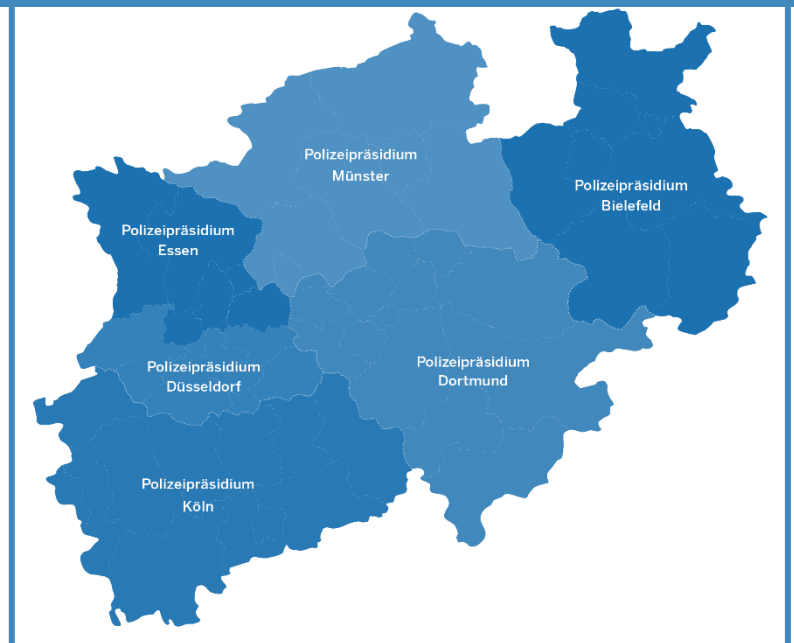 Polizeipräsidium
Münster
Polizeipräsidium
Bielefeld
Polizeipräsidium
Essen
Polizeipräsidium
Düsseldorf
Polizeipräsidium
Dortmund
Polizeipräsidium
Köln